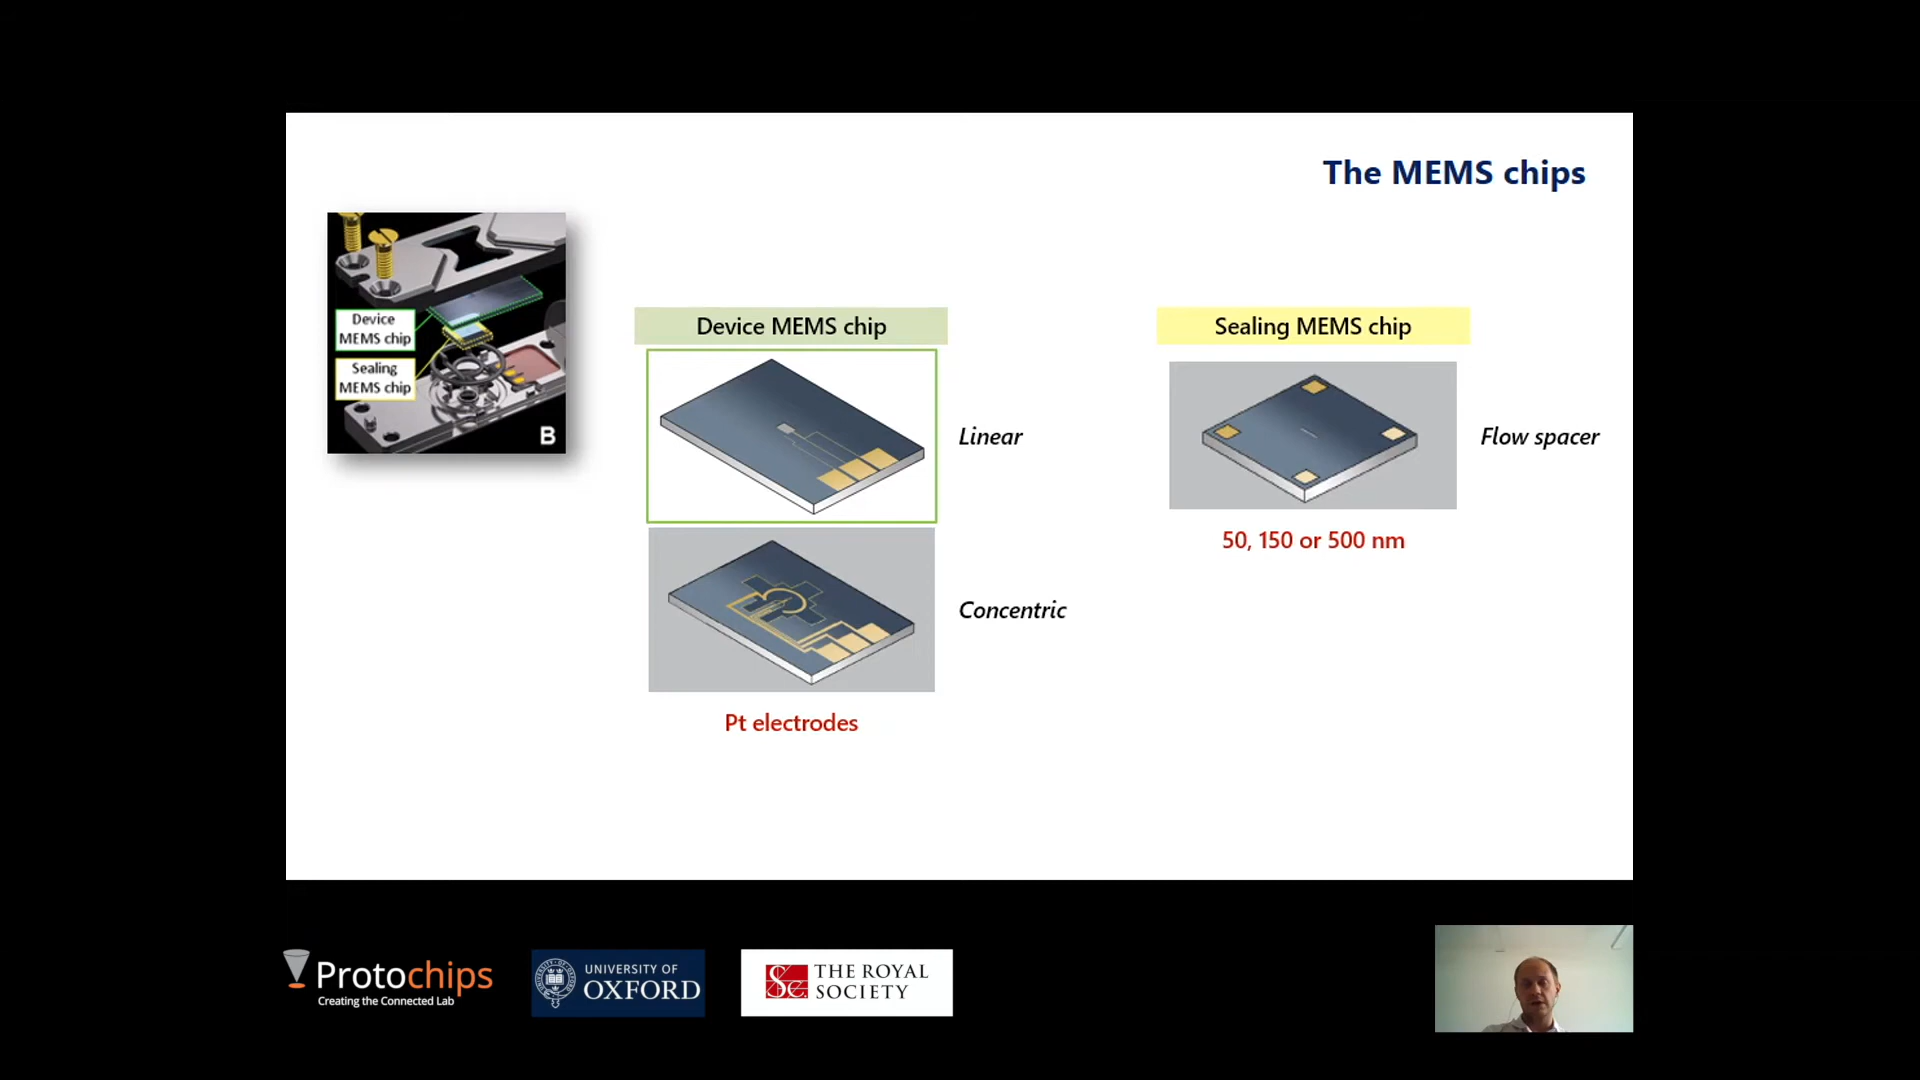 The MEMS chips
Device
MEMS chip
Sealing
MEMS chip
B
Device MEMS chip
Linear
Concentric
Pt electrodes
Sealing MEMS chip
Flow spacer
50, 150 or 500 nm
Protochips
Creating the Connected Lab
UNIVERSITY OF
OXFORD
THE ROYAL
SOCIETY